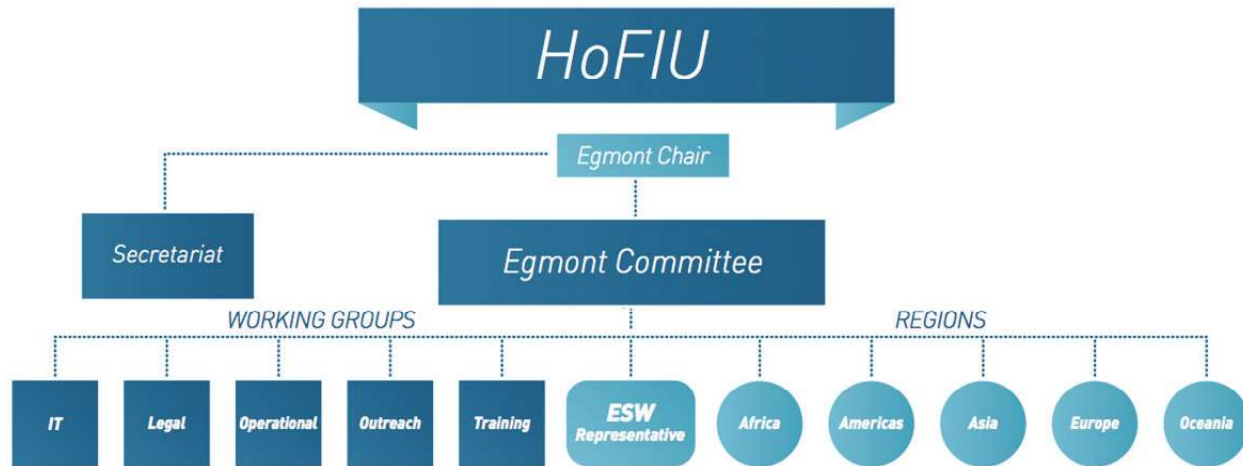 HoFIU
Egmont Chair
Secretariat
Egmont Committee
WORKING GROUPS
REGIONS
IT
Legal
Operational
Outreach
Training
ESW
Representative
Africa
Americas
Asia
Europe
Oceania